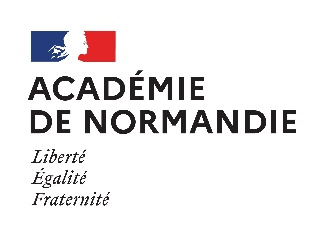 ACADÉMIE
DE NORMANDIE
Liberté
Égalité
Fraternité